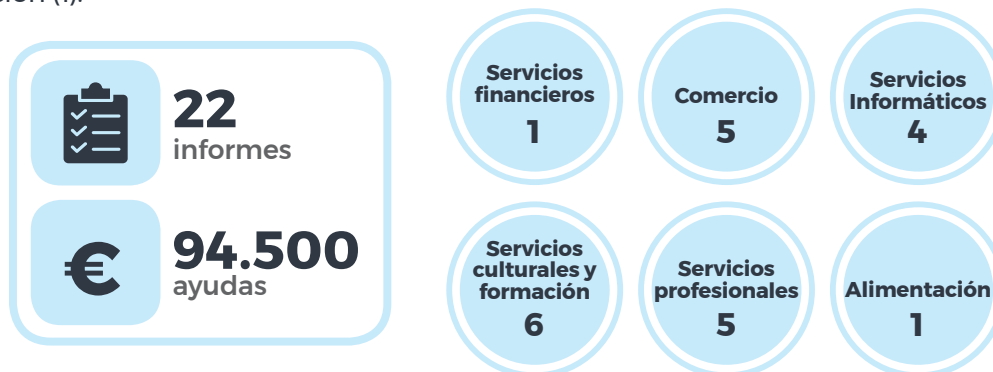 22
informes
94.500
ayudas
Servicios
financieros
1
Comercio
5
Servicios
Informáticos
4
Servicios
culturales y
formación
6
Servicios
profesionales
5
Alimentación
1